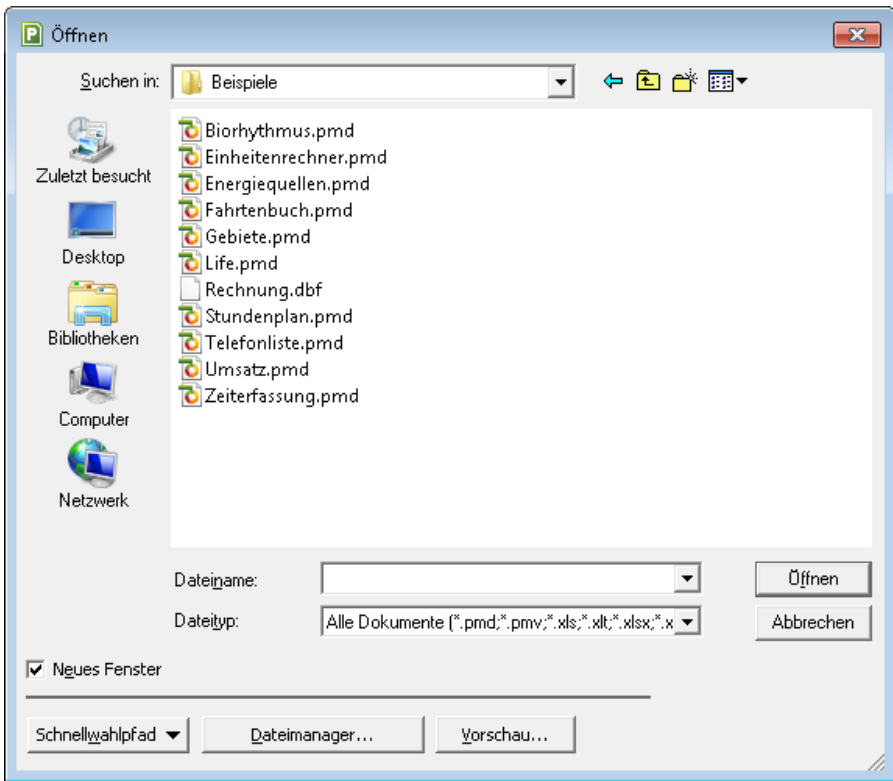 Öffnen
Suchen in:
Beispiele
Zuletzt besucht
Desktop
Bibliotheken
Computer
Netzwerk
Biorhythmus.pmd
Einheitenrechner.pmd
Energiequellen.pmd
Fahrtenbuch.pmd
Gebiete.pmd
Life.pmd
Rechnung.dbf
Stundenplan.pmd
Telefonliste.pmd
Umsatz.pmd
Zeiterfassung.pmd
Dateiname:
Öffnen
Dateityp:
Alle Dokumente (*.pmd;*.pmv;*.xls;*.xlt;*.xlsx;*.x
Abbrechen
Neues Fenster
Schnellwahlpfad
Dateimanager...
Vorschau...